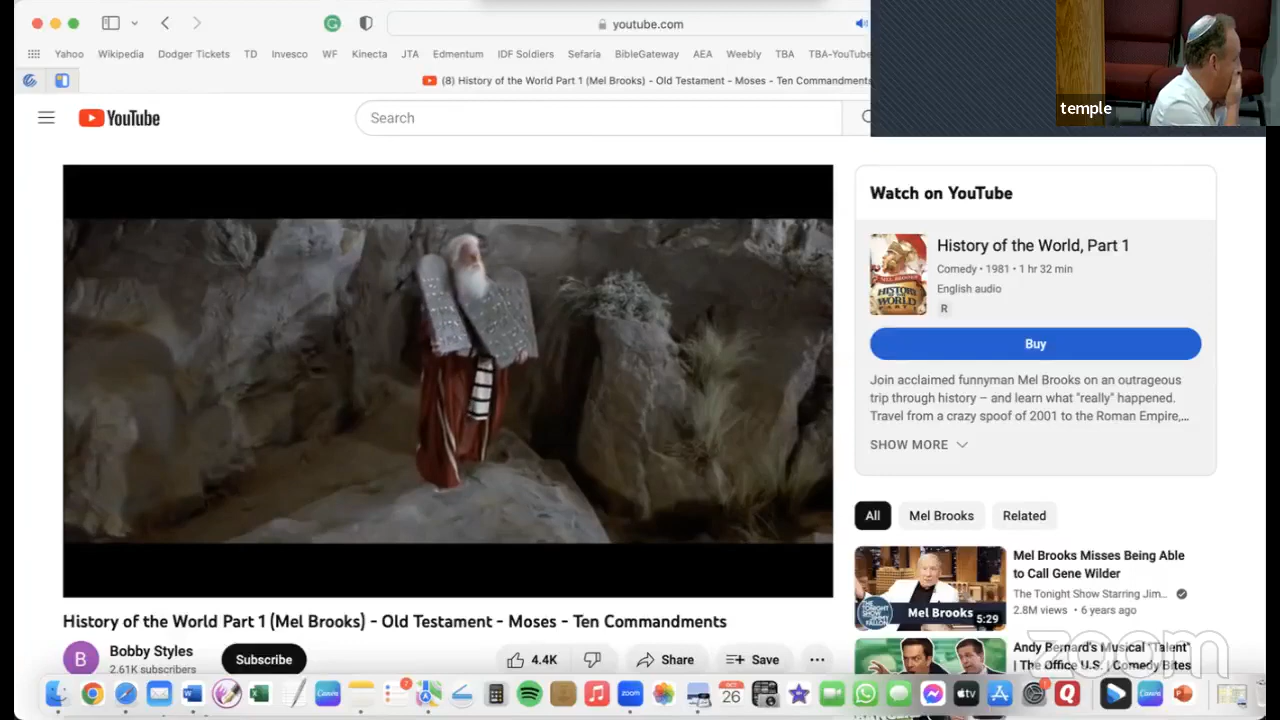 youtube.com
Yahoo Wikipedia Dodger Tickets TD Invesco WF Kinecta JTA Edmentum IDF Soldiers Sefaria BibleGateway AEA Weebly TBA TBA-YouTube
(8) History of the World Part 1 (Mel Brooks) - Old Testament - Moses - Ten Commandments
temple
YouTube
Search
Watch on YouTube
History of the World, Part 1
Comedy • 1981 • 1 hr 32 min
English audio
R
Buy
Join acclaimed funnyman Mel Brooks on an outrageous
trip through history – and learn what "really" happened.
Travel from a crazy spoof of 2001 to the Roman Empire,...
SHOW MORE
All Mel Brooks Related
Mel Brooks Misses Being Able
to Call Gene Wilder
The Tonight Show Starring Jim...
2.8M views • 6 years ago
Mel Brooks
5:29
History of the World Part 1 (Mel Brooks) - Old Testament - Moses - Ten Commandments
B
Bobby Styles
2.61K subscribers
Subscribe
4.4K
Share
Save
Andy Bernard's Musical "Talent"
| The Office U.S. | Comedy Bites
zoom
OCT
26